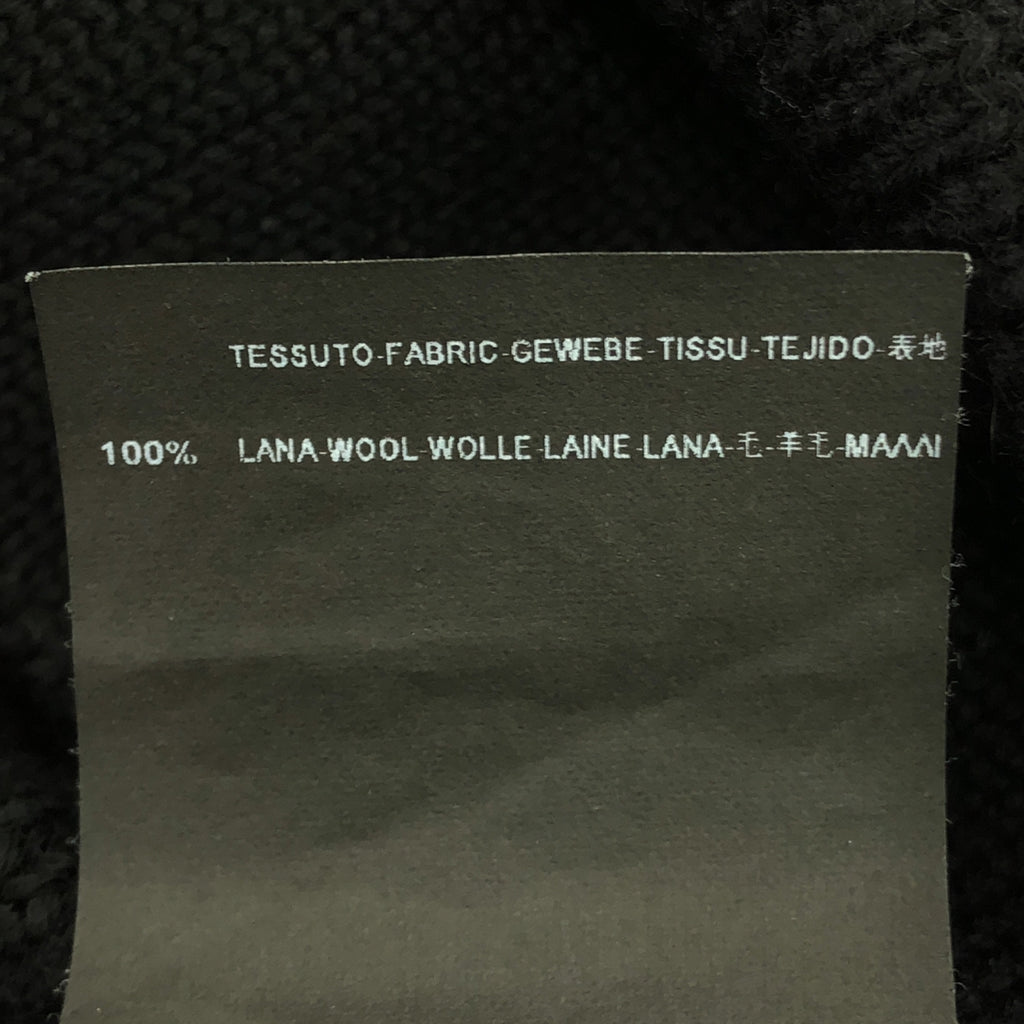 TESSUTO-FABRIC-GEWEBE-TISSU-TEJIDO-表地
100% LANA-WOOL-WOLLE-LAINE-LANA-毛-羊毛-ΜΑΛΛΙ